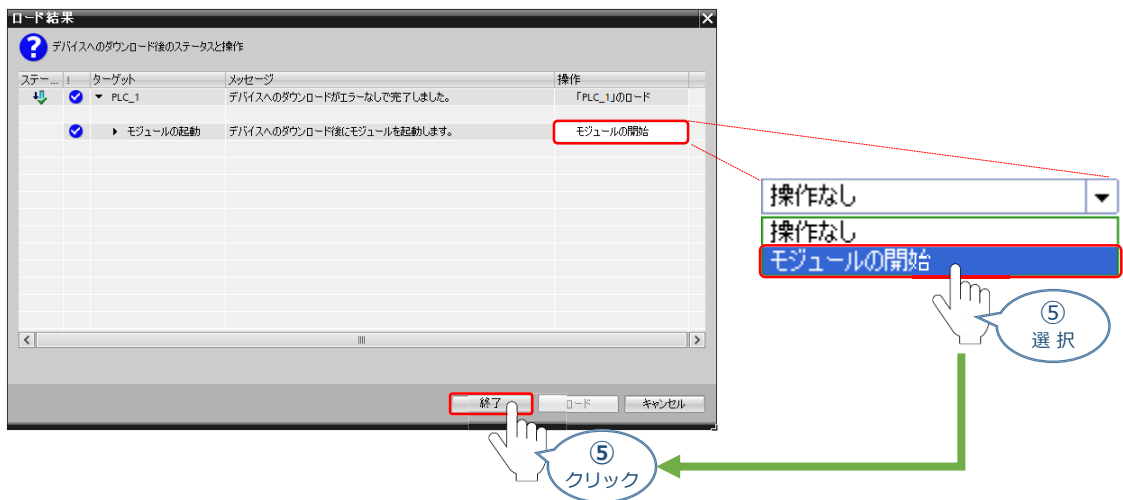 ロード結果
デバイスへのダウンロード後のステータスと操作
ステー... ! ターゲット メッセージ 操作
PLC_1 デバイスへのダウンロードがエラーなしで完了しました。 「PLC_1」のロード
モジュールの起動 デバイスへのダウンロード後にモジュールを起動します。 モジュールの開始
操作なし
操作なし
モジュールの開始
⑤
選 択
終了 ロード キャンセル
⑤
クリック